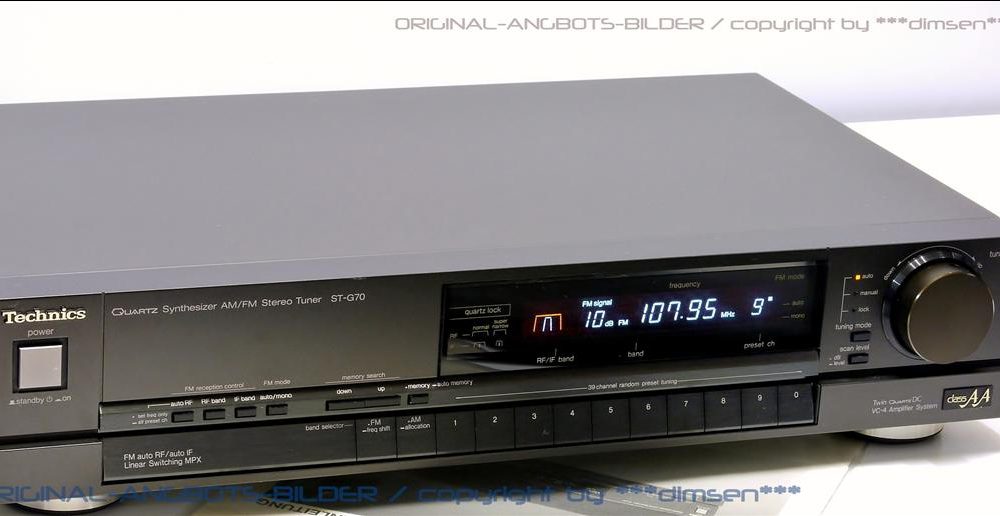 ORIGINAL-ANGBOTS-BILDER / copyright by ***dimsen**
Technics
power
standby on
QUARTZ Synthesizer AM/FM Stereo Tuner ST-G70
FM reception control
FM mode
memory search
auto RF
RF band
IF band
auto/mono
down
up
memory
auto memory
band selector
FM
freq shift
AM
allocation
39 channel random preset tuning
1 2 3 4 5 6 7 8 9 0
FM auto RF/auto IF
Linear Switching MPX
quartz lock
normal
super narrow
RF
RF/IF band
FM signal
10 dB FM
band
frequency
107.95 MHz
9
preset ch
FM mode
auto
mono
auto
manual
lock
tuning mode
scan level
dB
level
down
Twin QUARTZ DC
VC-4 Amplifier System
class AA
RIGINAL-ANGBOTS-BILDER / copyright by ***dimsen***